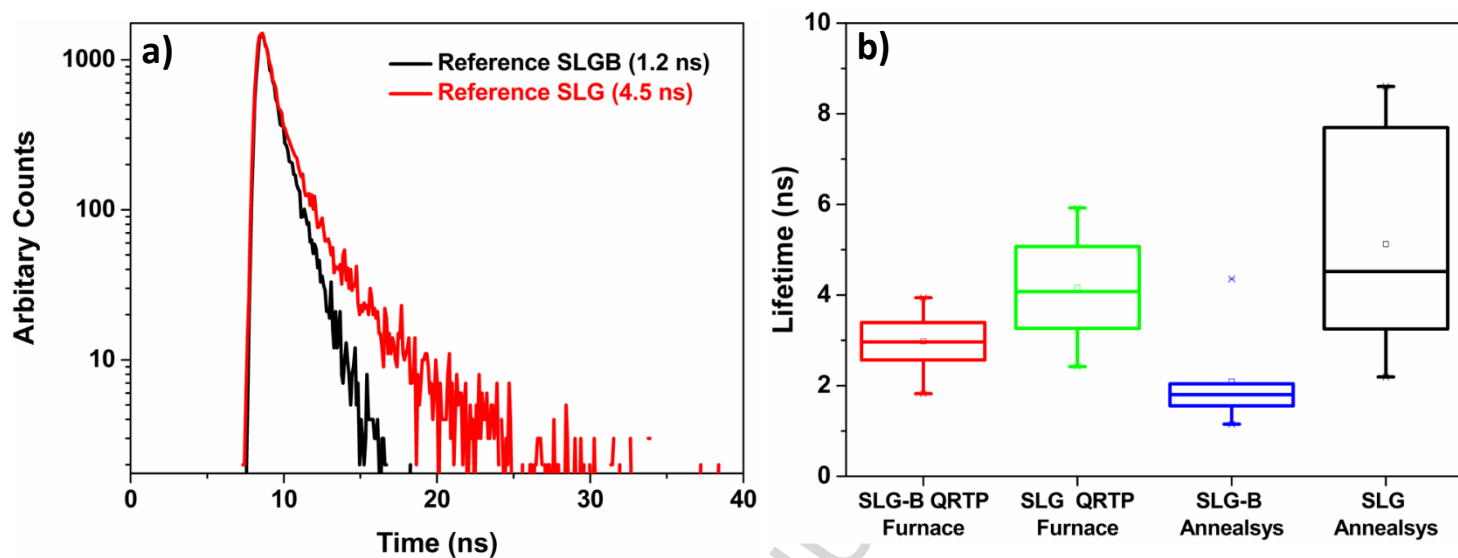 a)
1000
100
10
Arbitary Counts
Reference SLGB (1.2 ns)
Reference SLG (4.5 ns)
0 10 20 30 40
Time (ns)
b)
10
8
6
4
2
0
Lifetime (ns)
SLG-B QRTP
Furnace
SLG QRTP
Furnace
SLG-B
Annealsys
SLG
Annealsys